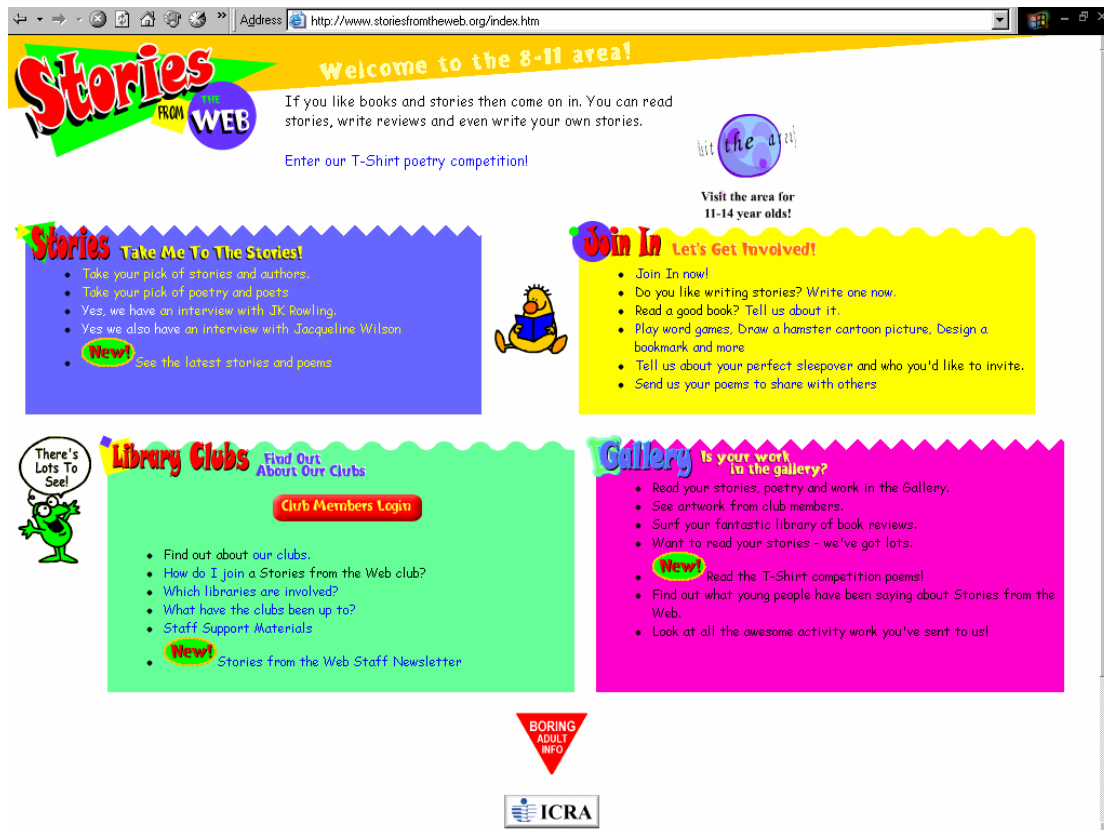 Address http://www.storiesfromtheweb.org/index.htm
Stories FROM THE WEB
Welcome to the 8-11 area!
If you like books and stories then come on in. You can read
stories, write reviews and even write your own stories.
Enter our T-Shirt poetry competition!
the
Visit the area for
11-14 year olds!
Stories Take Me To The Stories!
Take your pick of stories and authors.
Take your pick of poetry and poets
Yes, we have an interview with JK Rowling.
Yes we also have an interview with Jacqueline Wilson
New! See the latest stories and poems
Join In Let's Get Involved!
Join In now!
Do you like writing stories? Write one now.
Read a good book? Tell us about it.
Play word games, Draw a hamster cartoon picture, Design a
bookmark and more
Tell us about your perfect sleepover and who you'd like to invite.
Send us your poems to share with others
There's
Lots To
See!
Library Clubs Find Out
About Our Clubs
Club Members Login
Find out about our clubs.
How do I join a Stories from the Web club?
Which libraries are involved?
What have the clubs been up to?
Staff Support Materials
New! Stories from the Web Staff Newsletter
Gallery Is your work
in the gallery?
Read your stories, poetry and work in the Gallery.
See artwork from club members.
Surf your fantastic library of book reviews.
Want to read your stories - we've got lots.
New! Read the T-Shirt competition poems!
Find out what young people have been saying about Stories from the
Web.
Look at all the awesome activity work you've sent to us!
BORING
ADULT
INFO
ICRA